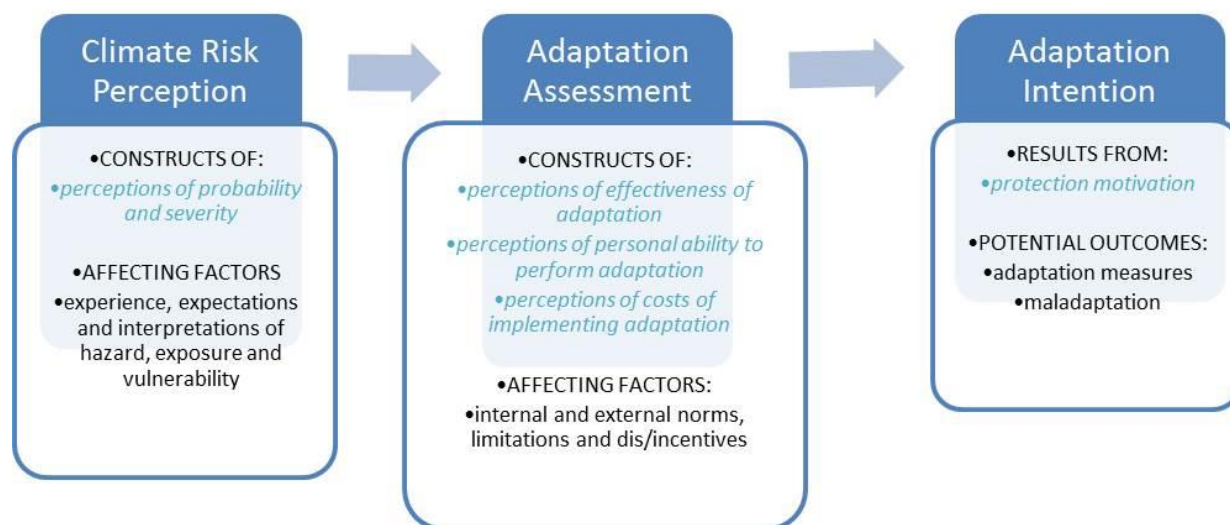 Climate Risk
Perception
•CONSTRUCTS OF:
•perceptions of probability
and severity
•AFFECTING FACTORS
•experience, expectations
and interpretations of
hazard, exposure and
vulnerability
Adaptation
Assessment
•CONSTRUCTS OF:
•perceptions of effectiveness of
adaptation
•perceptions of personal ability to
perform adaptation
•perceptions of costs of
implementing adaptation
•AFFECTING FACTORS:
•internal and external norms,
limitations and dis/incentives
Adaptation
Intention
•RESULTS FROM:
•protection motivation
•POTENTIAL OUTCOMES:
•adaptation measures
•maladaptation